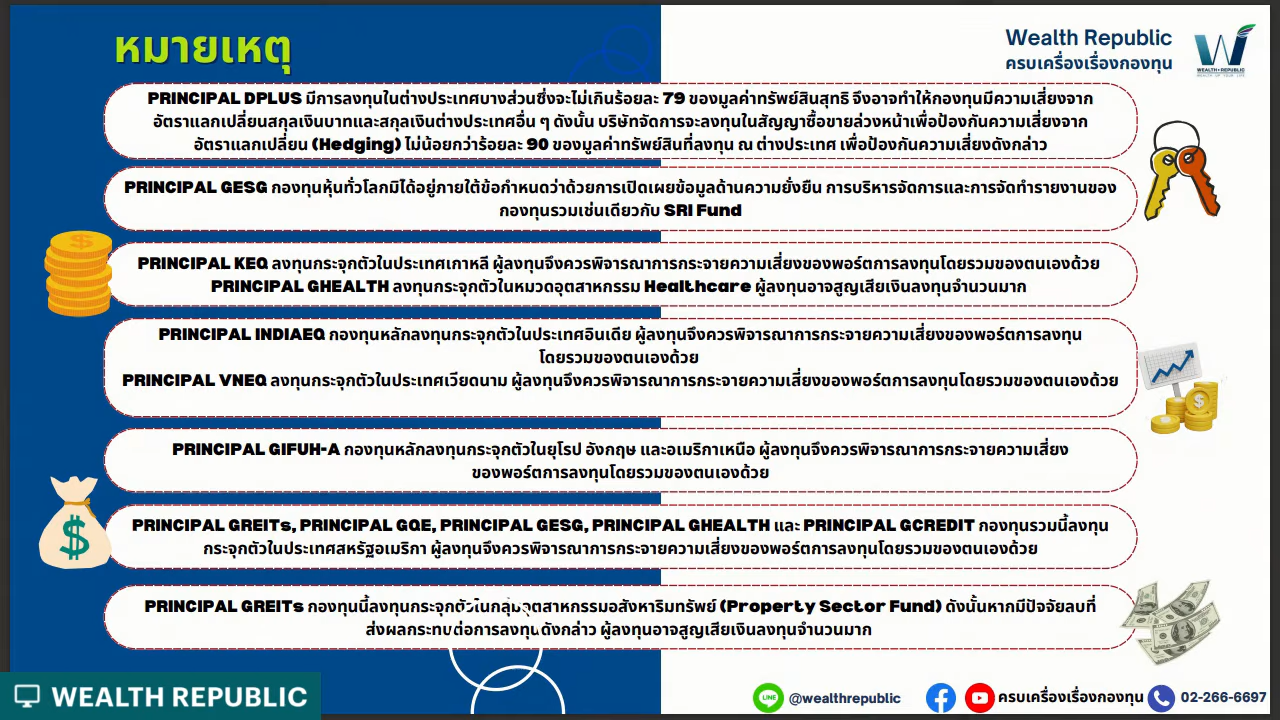 หมายเหตุ
Wealth Republic
ครบเครื่องเรื่องกองทุน
W
WEALTH REPUBLIC
PRINCIPAL DPLUS มีการลงทุนในต่างประเทศบางส่วนซึ่งจะไม่เกินร้อยละ 79 ของมูลค่าทรัพย์สินสุทธิ จึงอาจทำให้กองทุนมีความเสี่ยงจาก
อัตราแลกเปลี่ยนสกุลเงินบาทและสกุลเงินต่างประเทศอื่น ๆ ดังนั้น บริษัทจัดการจะลงทุนในสัญญาซื้อขายล่วงหน้าเพื่อป้องกันความเสี่ยงจาก
อัตราแลกเปลี่ยน (Hedging) ไม่น้อยกว่าร้อยละ 90 ของมูลค่าทรัพย์สินที่ลงทุน ณ ต่างประเทศ เพื่อป้องกันความเสี่ยงดังกล่าว
PRINCIPAL GESG กองทุนหุ้นทั่วโลกมิได้อยู่ภายใต้ข้อกำหนดว่าด้วยการเปิดเผยข้อมูลด้านความยั่งยืน การบริหารจัดการและการจัดทำรายงานของ
กองทุนรวมเช่นเดียวกับ SRI Fund
PRINCIPAL KEQ ลงทุนกระจุกตัวในประเทศเกาหลี ผู้ลงทุนจึงควรพิจารณาการกระจายความเสี่ยงของพอร์ตการลงทุนโดยรวมของตนเองด้วย
PRINCIPAL GHEALTH ลงทุนกระจุกตัวในหมวดอุตสาหกรรม Healthcare ผู้ลงทุนอาจสูญเสียเงินลงทุนจำนวนมาก
PRINCIPAL INDIAEQ กองทุนหลักลงทุนกระจุกตัวในประเทศอินเดีย ผู้ลงทุนจึงควรพิจารณาการกระจายความเสี่ยงของพอร์ตการลงทุน
โดยรวมของตนเองด้วย
PRINCIPAL VNEQ ลงทุนกระจุกตัวในประเทศเวียดนาม ผู้ลงทุนจึงควรพิจารณาการกระจายความเสี่ยงของพอร์ตการลงทุนโดยรวมของตนเองด้วย
PRINCIPAL GIFUH-A กองทุนหลักลงทุนกระจุกตัวในยุโรป อังกฤษ และอเมริกาเหนือ ผู้ลงทุนจึงควรพิจารณาการกระจายความเสี่ยง
ของพอร์ตการลงทุนโดยรวมของตนเองด้วย
PRINCIPAL GREITs, PRINCIPAL GQE, PRINCIPAL GESG, PRINCIPAL GHEALTH และ PRINCIPAL GCREDIT กองทุนรวมนี้ลงทุน
กระจุกตัวในประเทศสหรัฐอเมริกา ผู้ลงทุนจึงควรพิจารณาการกระจายความเสี่ยงของพอร์ตการลงทุนโดยรวมของตนเองด้วย
PRINCIPAL GREITs กองทุนนี้ลงทุนกระจุกตัวในกลุ่มอุตสาหกรรมอสังหาริมทรัพย์ (Property Sector Fund) ดังนั้นหากมีปัจจัยลบที่
ส่งผลกระทบต่อการลงทุนดังกล่าว ผู้ลงทุนอาจสูญเสียเงินลงทุนจำนวนมาก
WEALTH REPUBLIC
LINE @wealthrepublic
ครบเครื่องเรื่องกองทุน
02-266-6697